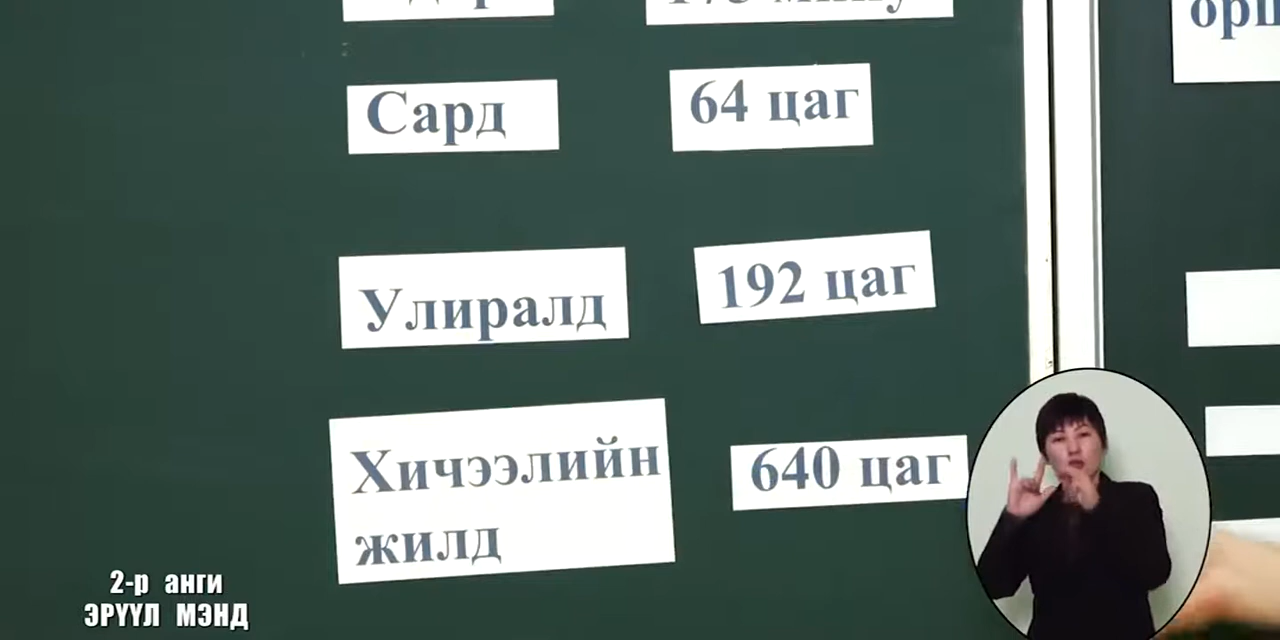 Сард 64 цаг
Улиралд 192 цаг
Хичээлийн 640 цаг
жилд
2-р анги
ЭРҮҮЛ МЭНД